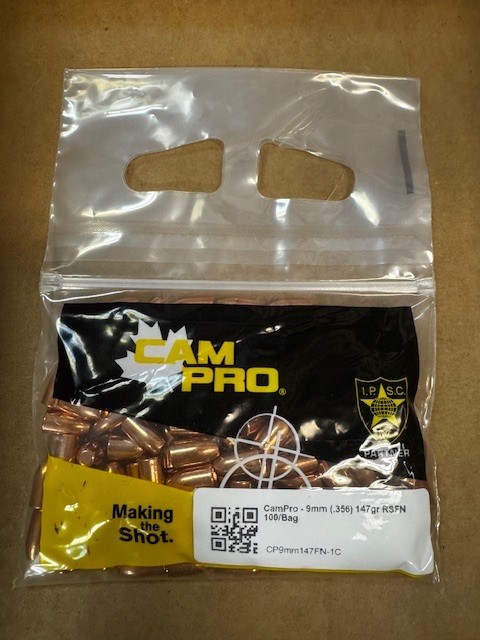 CAM
PRO®
I.P.S.C.
PARTNER
Making
the
Shot.
CamPro - 9mm (.356) 147gr RSFN
100/Bag
CP9mm147FN-1C